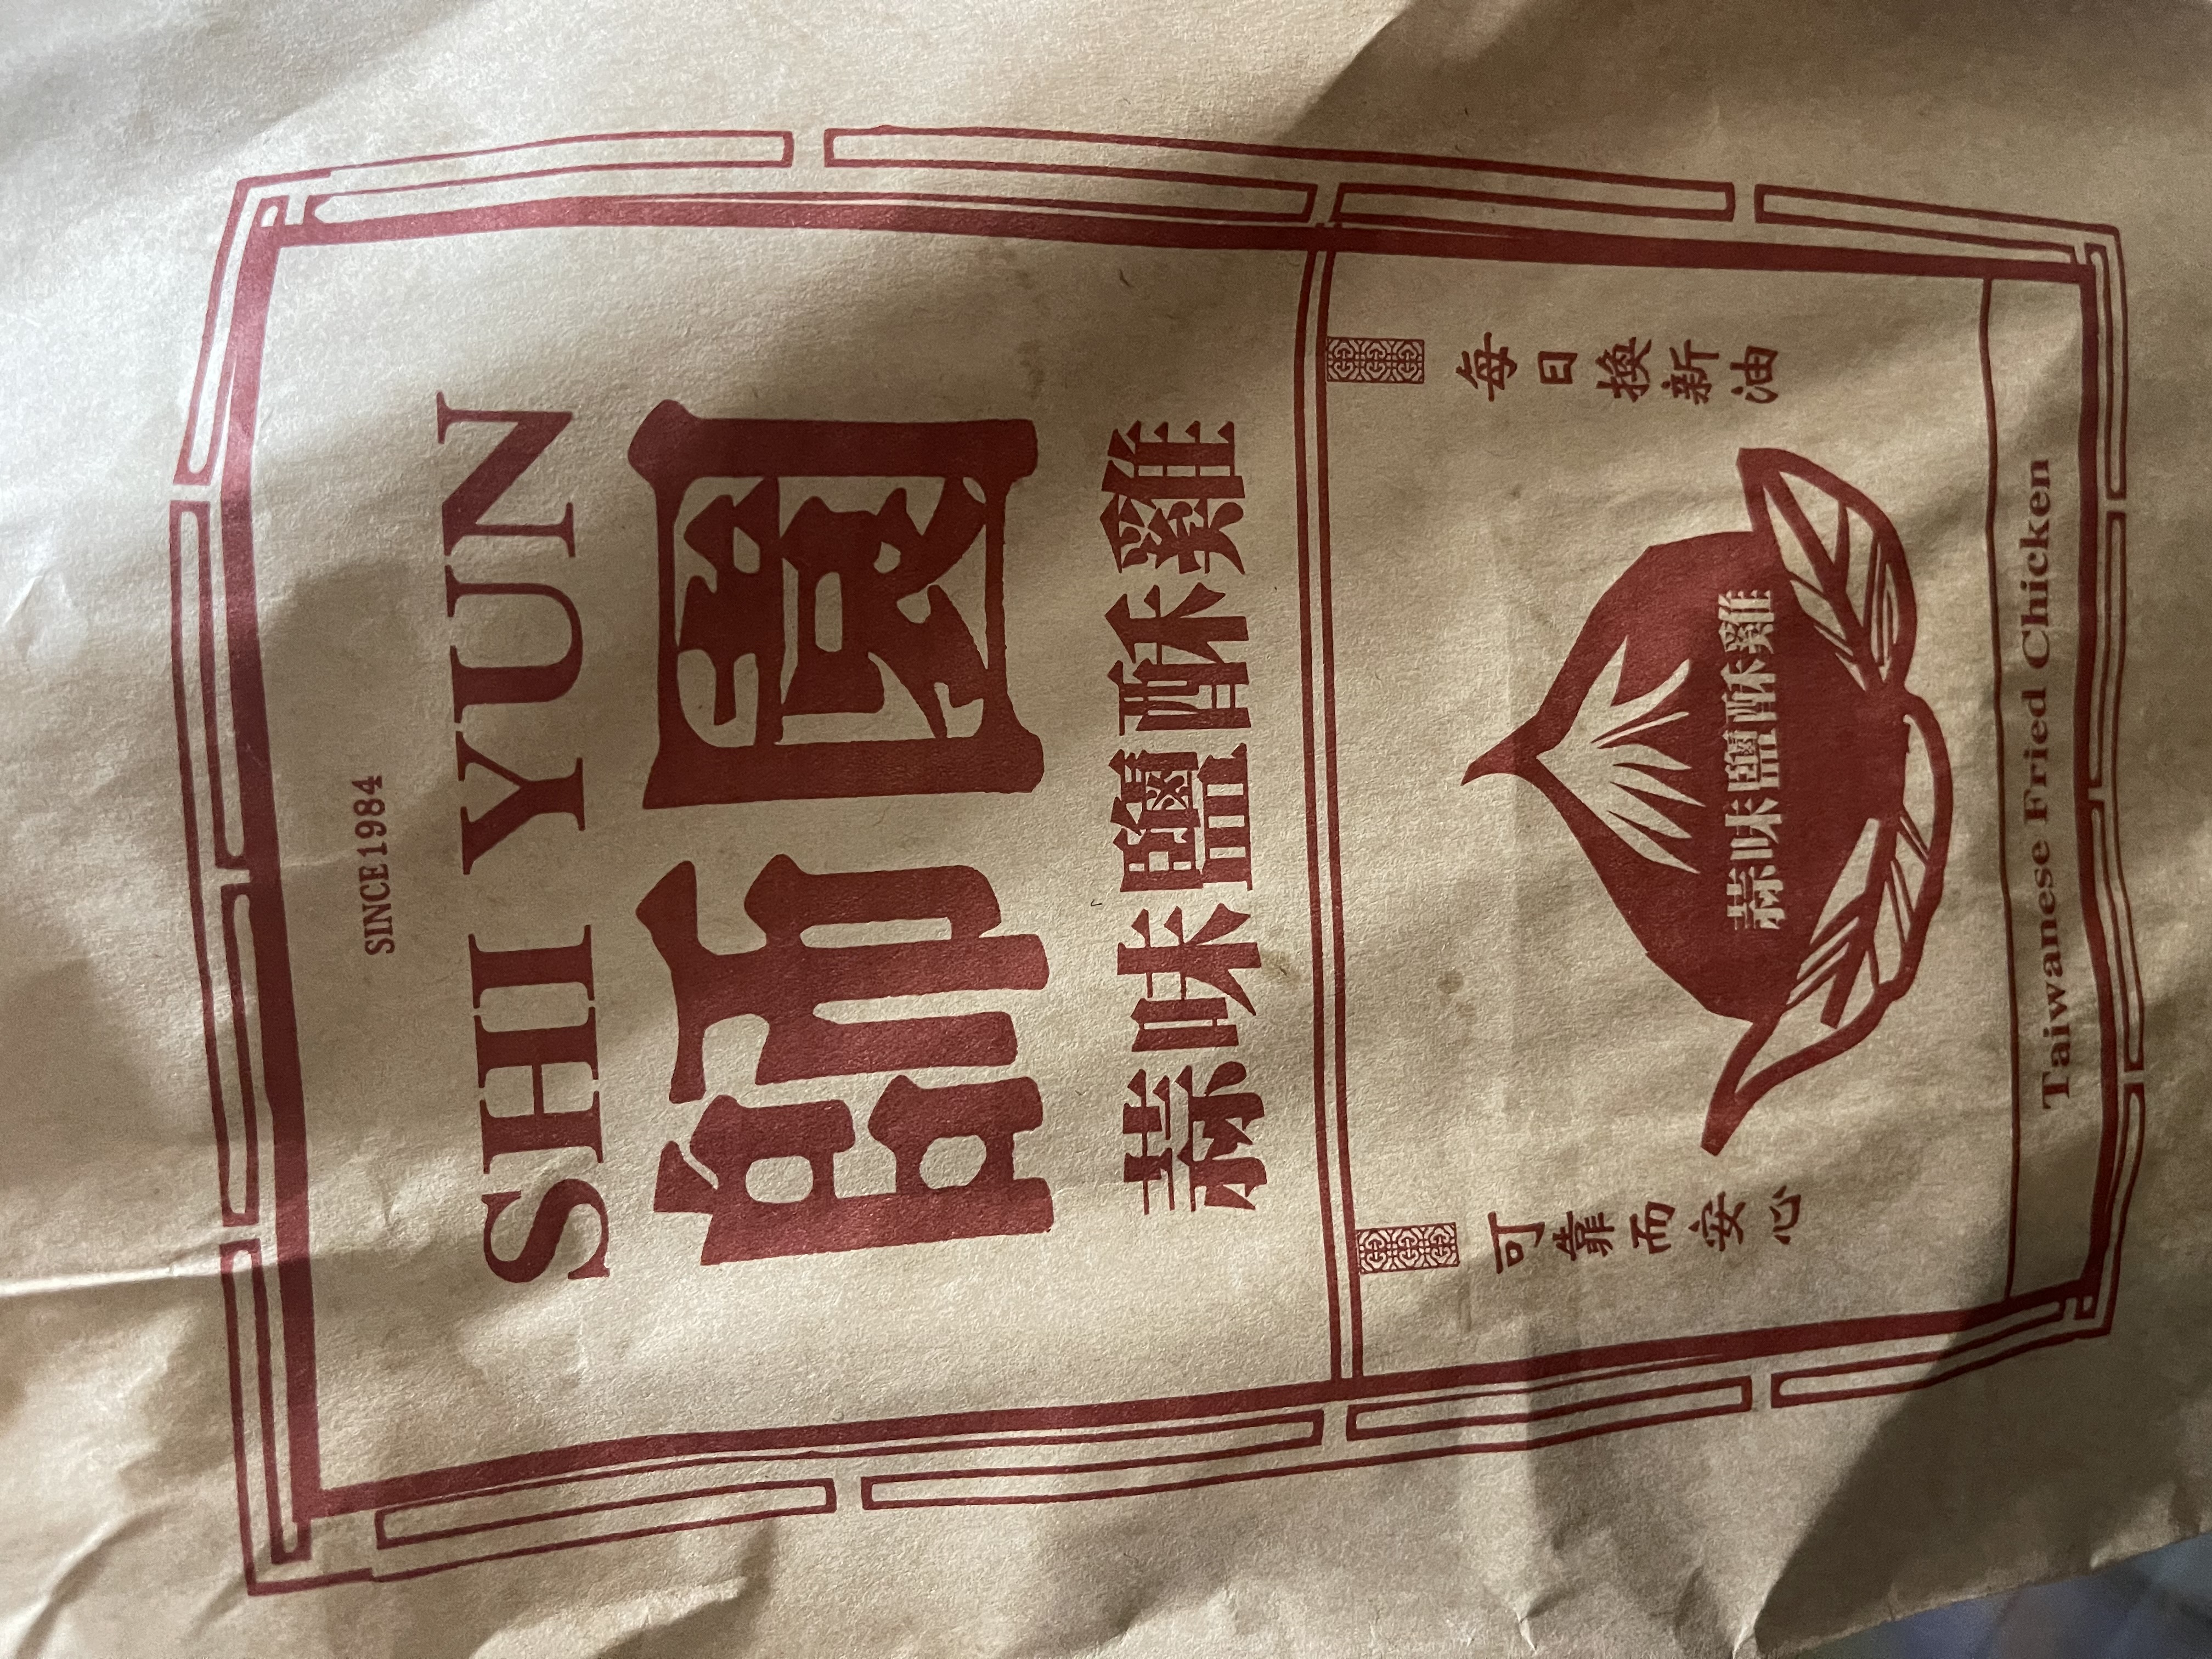 SINCE 1984
SHI YUN
師園
蒜味鹽酥雞
可靠而安心
每日換新油
蒜味鹽酥雞
Taiwanese Fried Chicken